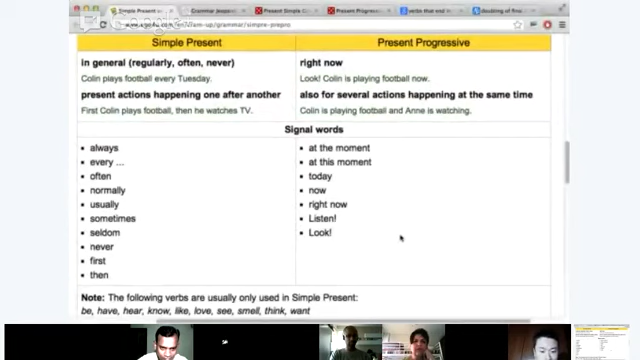 Simple Present Present Progressive
in general (regularly, often, never)
Colin plays football every Tuesday.
present actions happening one after another
First Colin plays football, then he watches TV.
right now
Look! Colin is playing football now.
also for several actions happening at the same time
Colin is playing football and Anne is watching.
Signal words
always
every ...
often
normally
usually
sometimes
seldom
never
first
then
at the moment
at this moment
today
now
right now
Listen!
Look!
Note: The following verbs are usually only used in Simple Present:
be, have, hear, know, like, love, see, smell, think, want